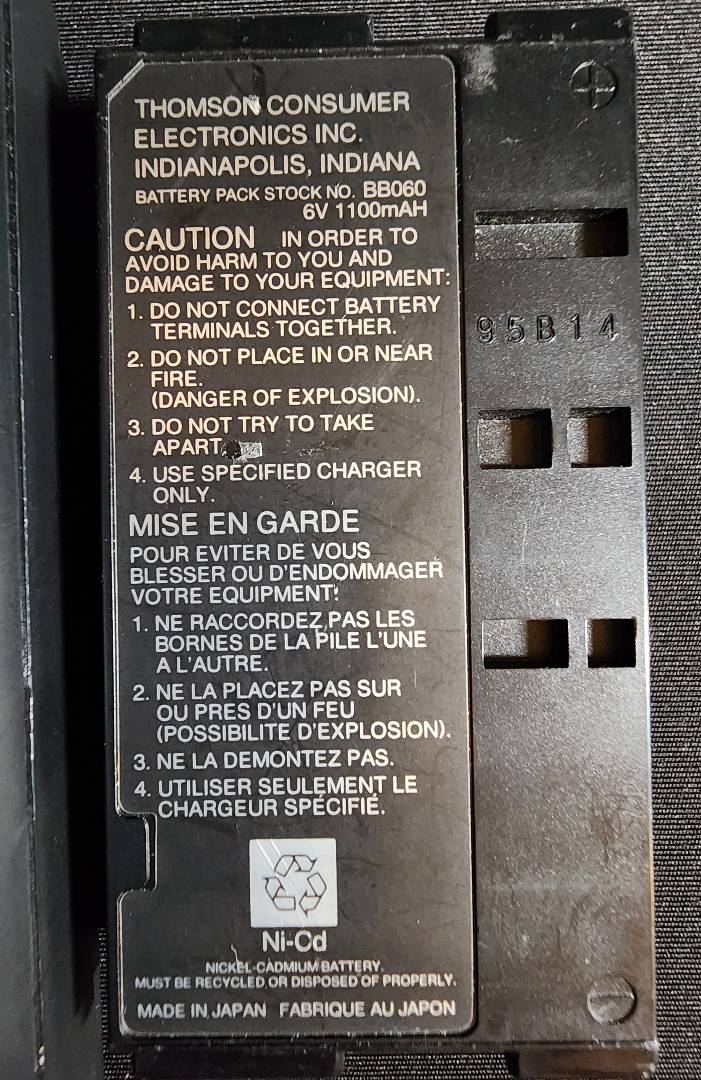 THOMSON CONSUMER
ELECTRONICS INC.
INDIANAPOLIS, INDIANA
BATTERY PACK STOCK NO. BB060
6V 1100mAH
CAUTION IN ORDER TO
AVOID HARM TO YOU AND
DAMAGE TO YOUR EQUIPMENT:
1. DO NOT CONNECT BATTERY
TERMINALS TOGETHER.
2. DO NOT PLACE IN OR NEAR
FIRE.
(DANGER OF EXPLOSION).
3. DO NOT TRY TO TAKE
APART
4. USE SPECIFIED CHARGER
ONLY.
MISE EN GARDE
POUR EVITER DE VOUS
BLESSER OU D'ENDOMMAGER
VOTRE EQUIPMENT:
1. NE RACCORDEZ PAS LES
BORNES DE LA PILE L'UNE
A L'AUTRE.
2. NE LA PLACEZ PAS SUR
OU PRES D'UN FEU
(POSSIBILITE D'EXPLOSION).
3. NE LA DEMONTEZ PAS.
4. UTILISER SEULEMENT LE
CHARGEUR SPÉCIFIÉ.
Ni-Cd
NICKEL-CADMIUM BATTERY.
MUST BE RECYCLED OR DISPOSED OF PROPERLY.
MADE IN JAPAN FABRIQUE AU JAPON
+
95B14
−